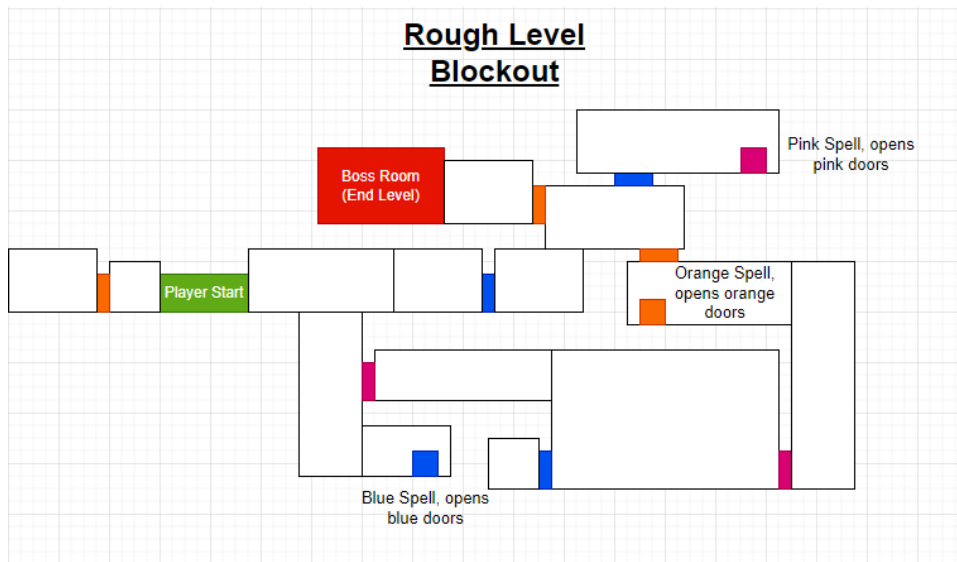 Rough Level
Blockout
Pink Spell, opens
pink doors
Boss Room
(End Level)
Orange Spell,
opens orange
doors
Player Start
Blue Spell, opens
blue doors